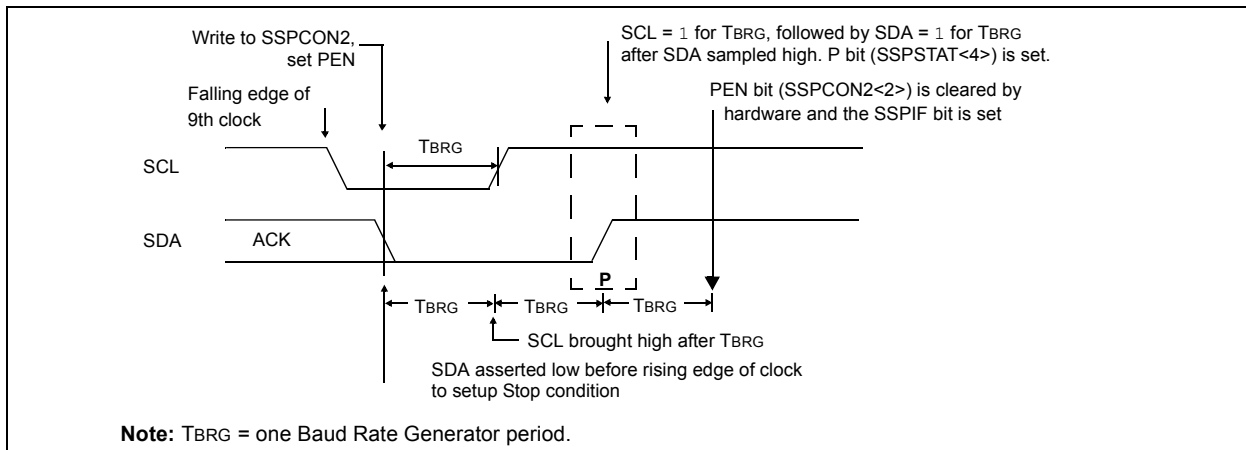 Write to SSPCON2,
set PEN
SCL = 1 for TBRG, followed by SDA = 1 for TBRG
after SDA sampled high. P bit (SSPSTAT<4>) is set.
Falling edge of
9th clock
PEN bit (SSPCON2<2>) is cleared by
hardware and the SSPIF bit is set
TBRG
SCL
SDA
ACK
P
TBRG
TBRG
TBRG
SCL brought high after TBRG
SDA asserted low before rising edge of clock
to setup Stop condition
Note: TBRG = one Baud Rate Generator period.